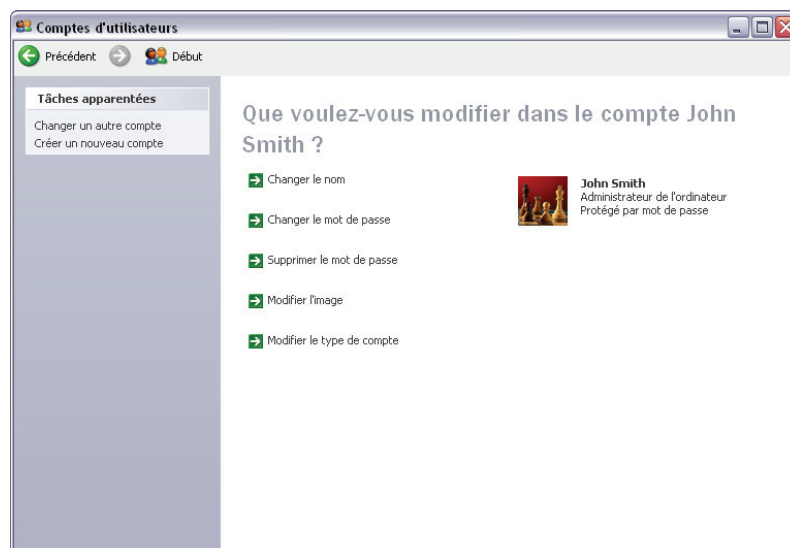 Comptes d'utilisateurs
Précédent Début
Tâches apparentées
Changer un autre compte
Créer un nouveau compte
Que voulez-vous modifier dans le compte John
Smith ?
Changer le nom
Changer le mot de passe
Supprimer le mot de passe
Modifier l'image
Modifier le type de compte
John Smith
Administrateur de l'ordinateur
Protégé par mot de passe